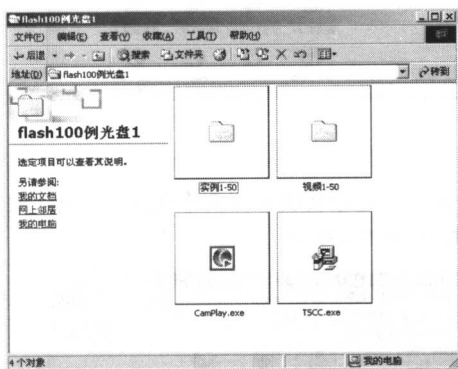 flash100例光盘1
文件(F) 编辑(E) 查看(V) 收藏(A) 工具(T) 帮助(H)
后退 搜索 文件夹
地址(D) flash100例光盘1 转到
flash100例光盘1
选定项目可以查看其说明。
另请参阅:
我的文档
网上邻居
我的电脑
实例1-50
视频1-50
CamPlay.exe
TSCC.exe
4 个对象 我的电脑